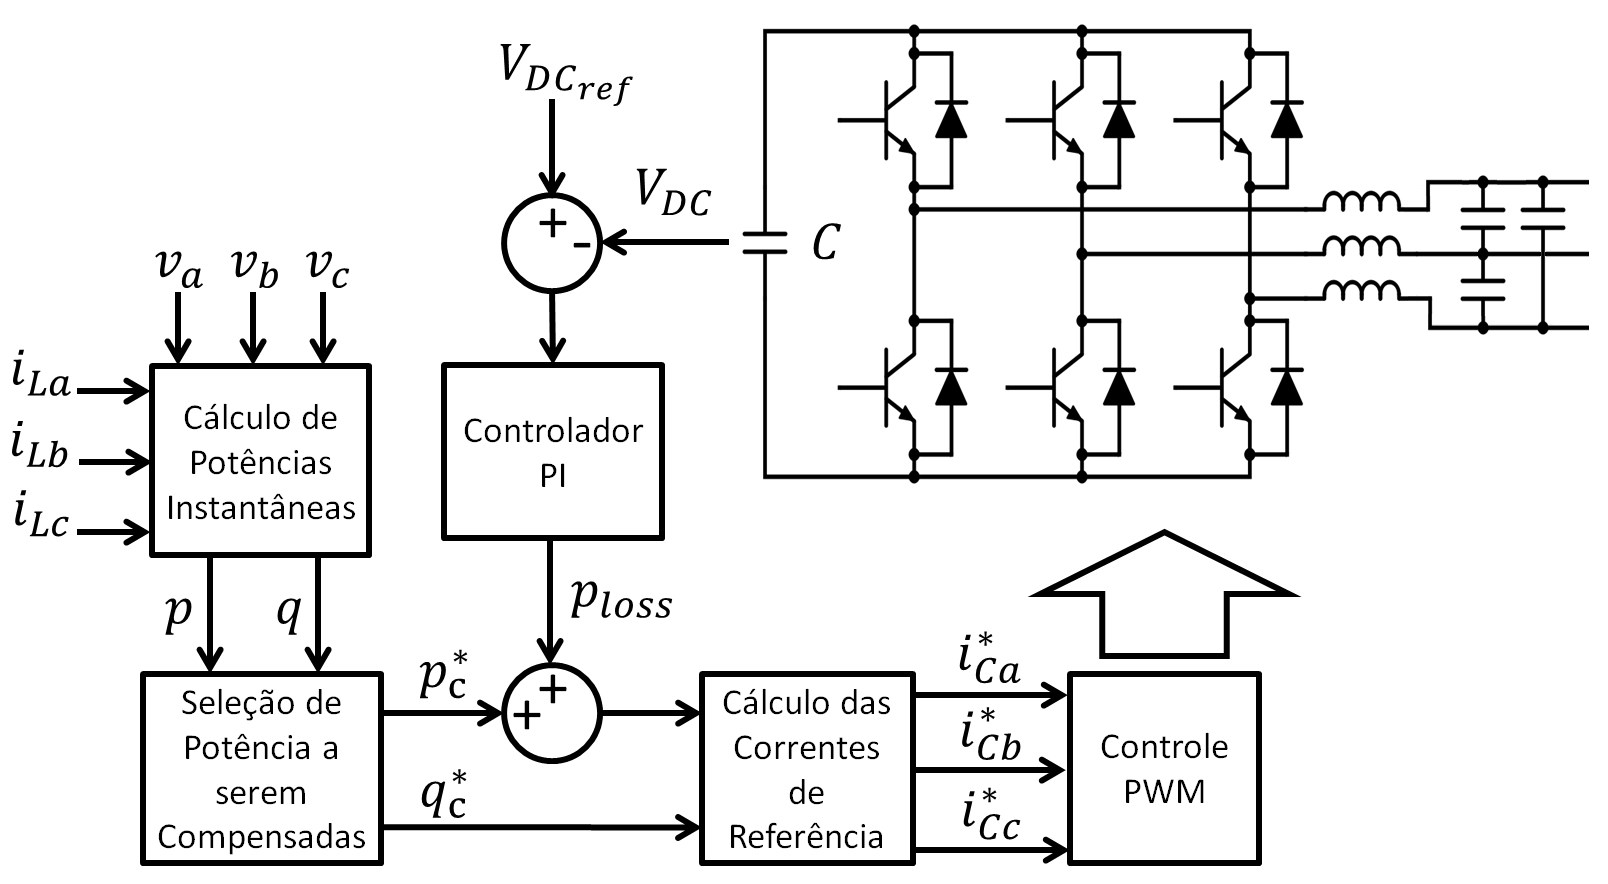 V_DCref
+
-
V_DC
C
v_a v_b v_c
i_La
i_Lb
i_Lc
Cálculo de
Potências
Instantâneas
Controlador
PI
p q
p_loss
Seleção de
Potência a
serem
Compensadas
p_c^*
q_c^*
+
+
Cálculo das
Correntes
de
Referência
i_Ca^*
i_Cb^*
i_Cc^*
Controle
PWM